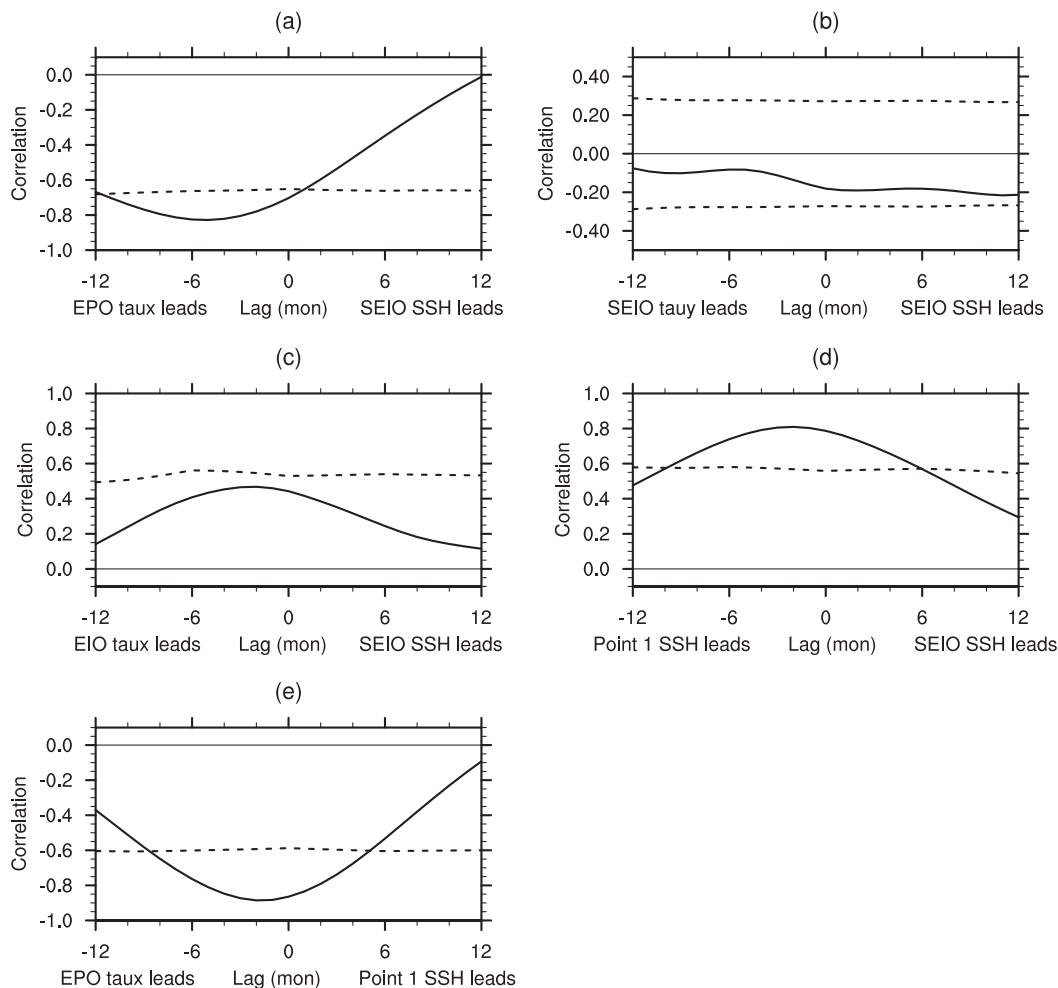 (a)
Correlation
0.0
-0.2
-0.4
-0.6
-0.8
-1.0
-12 -6 0 6 12
EPO taux leads Lag (mon) SEIO SSH leads
(b)
Correlation
0.40
0.20
0.00
-0.20
-0.40
-12 -6 0 6 12
SEIO tauy leads Lag (mon) SEIO SSH leads
(c)
Correlation
1.0
0.8
0.6
0.4
0.2
0.0
-12 -6 0 6 12
EIO taux leads Lag (mon) SEIO SSH leads
(d)
Correlation
1.0
0.8
0.6
0.4
0.2
0.0
-12 -6 0 6 12
Point 1 SSH leads Lag (mon) SEIO SSH leads
(e)
Correlation
0.0
-0.2
-0.4
-0.6
-0.8
-1.0
-12 -6 0 6 12
EPO taux leads Lag (mon) Point 1 SSH leads